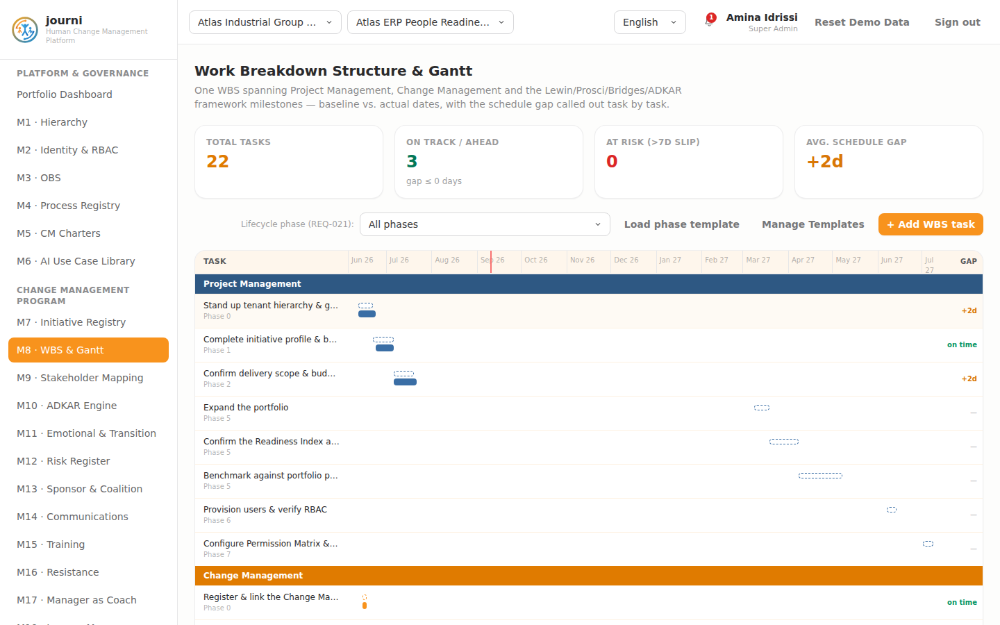 journi
Human Change Management
Platform
PLATFORM & GOVERNANCE
Portfolio Dashboard
M1 · Hierarchy
M2 · Identity & RBAC
M3 · OBS
M4 · Process Registry
M5 · CM Charters
M6 · AI Use Case Library
CHANGE MANAGEMENT
PROGRAM
M7 · Initiative Registry
M8 · WBS & Gantt
M9 · Stakeholder Mapping
M10 · ADKAR Engine
M11 · Emotional & Transition
M12 · Risk Register
M13 · Sponsor & Coalition
M14 · Communications
M15 · Training
M16 · Resistance
M17 · Manager as Coach
Atlas Industrial Group ...
Atlas ERP People Readine...
English
1
Amina Idrissi
Super Admin
Reset Demo Data
Sign out
Work Breakdown Structure & Gantt
One WBS spanning Project Management, Change Management and the Lewin/Prosci/Bridges/ADKAR
framework milestones — baseline vs. actual dates, with the schedule gap called out task by task.
TOTAL TASKS
22
ON TRACK / AHEAD
3
gap ≤ 0 days
AT RISK (>7D SLIP)
0
AVG. SCHEDULE GAP
+2d
Lifecycle phase (REQ-021):
All phases
Load phase template
Manage Templates
+ Add WBS task
TASK
Jun 26
Jul 26
Aug 26
Sep 26
Oct 26
Nov 26
Dec 26
Jan 27
Feb 27
Mar 27
Apr 27
May 27
Jun 27
Jul
27
GAP
Project Management
Stand up tenant hierarchy & g...
Phase 0
+2d
Complete initiative profile & b...
Phase 1
on time
Confirm delivery scope & bud...
Phase 2
+2d
Expand the portfolio
Phase 5
—
Confirm the Readiness Index a...
Phase 5
—
Benchmark against portfolio p...
Phase 5
—
Provision users & verify RBAC
Phase 6
—
Configure Permission Matrix &...
Phase 7
—
Change Management
Register & link the Change Ma...
Phase 0
on time